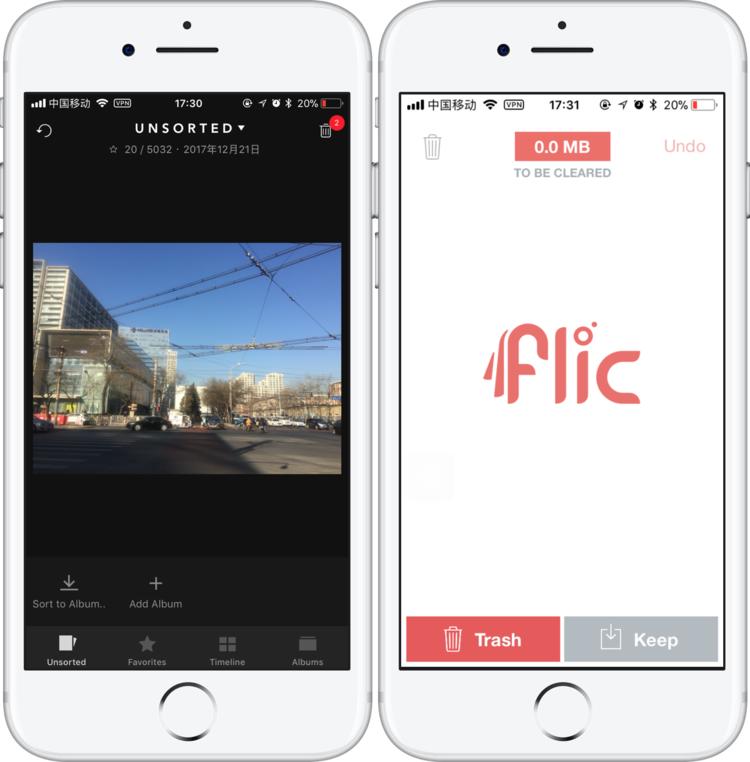 中国移动 VPN 17:30 20%
UNSORTED▼ 2
☆ 20 / 5032 · 2017年12月21日
Sort to Album.. Add Album
Unsorted Favorites Timeline Albums
中国移动 VPN 17:31 20%
0.0 MB Undo
TO BE CLEARED
flic
Trash Keep